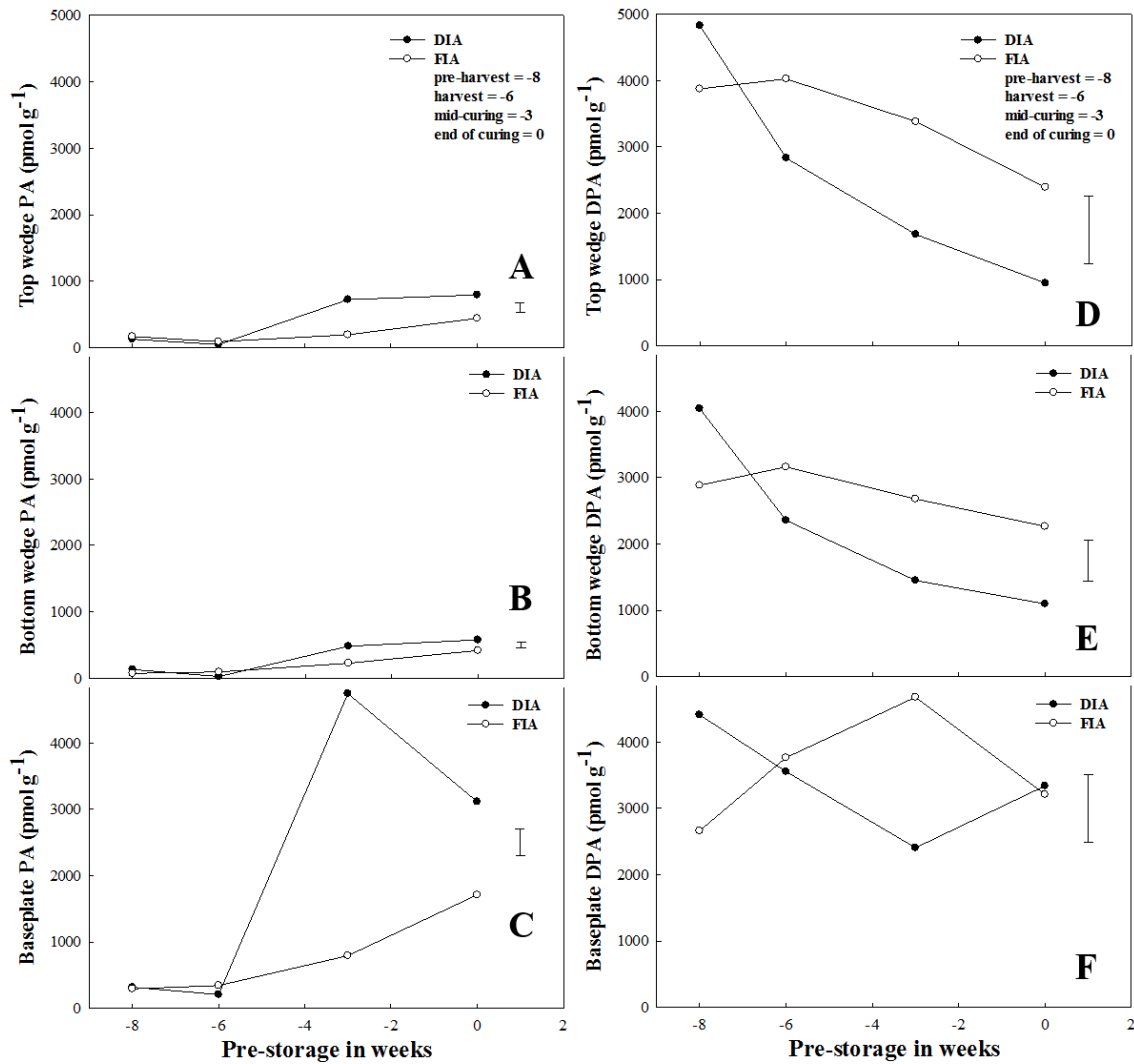 5000
4000
3000
2000
1000
0
Top wedge PA (pmol g-1)
DIA
FIA
pre-harvest = -8
harvest = -6
mid-curing = -3
end of curing = 0
A
4000
3000
2000
1000
0
Bottom wedge PA (pmol g-1)
DIA
FIA
B
4000
3000
2000
1000
0
Baseplate PA (pmol g-1)
DIA
FIA
C
-8 -6 -4 -2 0 2
Pre-storage in weeks
5000
4000
3000
2000
1000
0
Top wedge DPA (pmol g-1)
DIA
FIA
pre-harvest = -8
harvest = -6
mid-curing = -3
end of curing = 0
D
4000
3000
2000
1000
0
Bottom wedge DPA (pmol g-1)
DIA
FIA
E
4000
3000
2000
1000
0
Baseplate DPA (pmol g-1)
DIA
FIA
F
-8 -6 -4 -2 0 2
Pre-storage in weeks